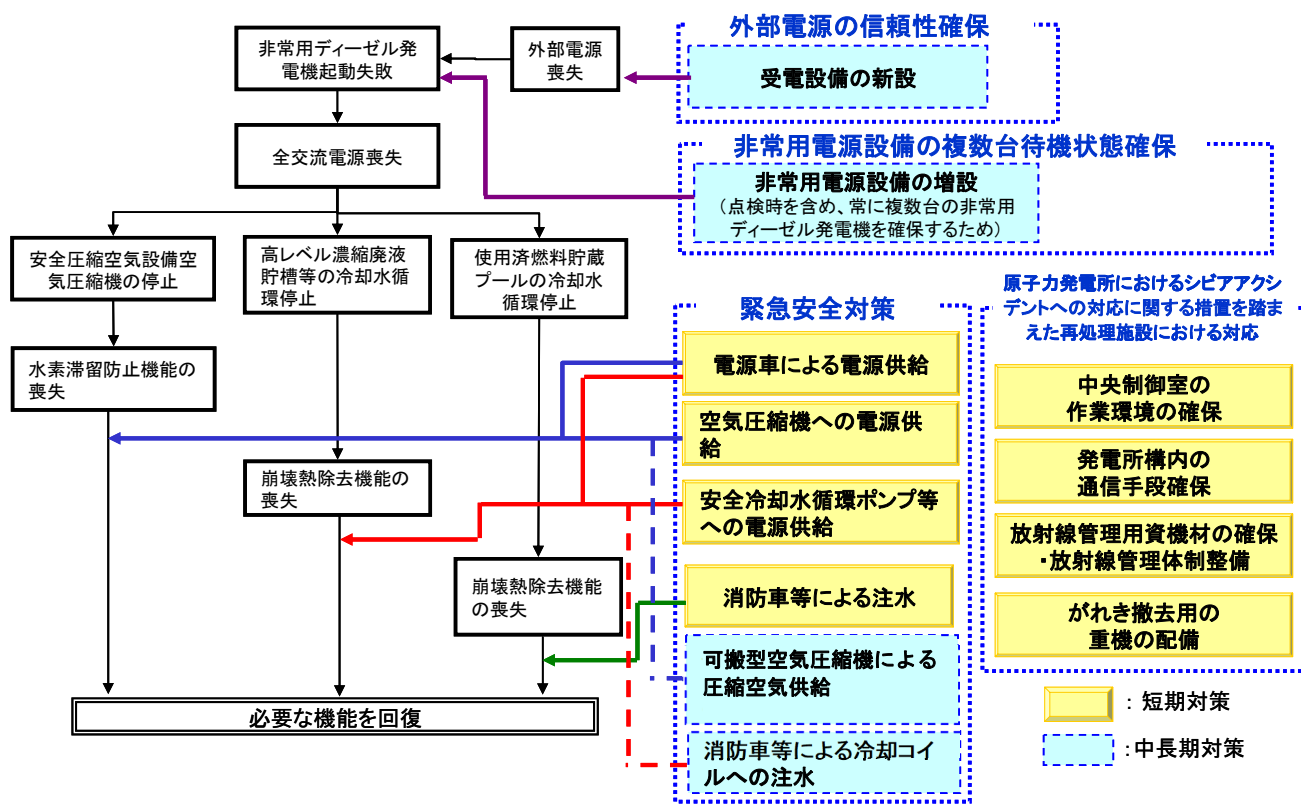 非常用ディーゼル発
電機起動失敗
外部電源
喪失
外部電源の信頼性確保
受電設備の新設
全交流電源喪失
非常用電源設備の複数台待機状態確保
非常用電源設備の増設
(点検時を含め、常に複数台の非常用
ディーゼル発電機を確保するため)
安全圧縮空気設備空
気圧縮機の停止
高レベル濃縮廃液
貯槽等の冷却水循
環停止
使用済燃料貯蔵
プールの冷却水
循環停止
水素滞留防止機能の
喪失
崩壊熱除去機能の
喪失
崩壊熱除去機能
の喪失
必要な機能を回復
緊急安全対策
電源車による電源供給
空気圧縮機への電源供
給
安全冷却水循環ポンプ等
への電源供給
消防車等による注水
可搬型空気圧縮機による
圧縮空気供給
消防車等による冷却コイ
ルへの注水
原子力発電所におけるシビアアクシ
デントへの対応に関する措置を踏ま
えた再処理施設における対応
中央制御室の
作業環境の確保
発電所構内の
通信手段確保
放射線管理用資機材の確保
・放射線管理体制整備
がれき撤去用の
重機の配備
：短期対策
：中長期対策